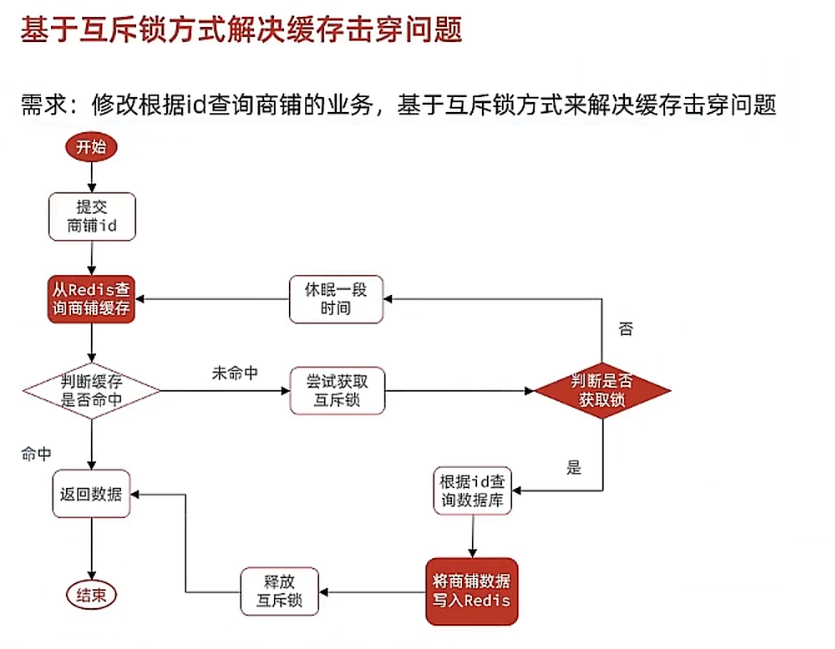 基于互斥锁方式解决缓存击穿问题
需求：修改根据id查询商铺的业务，基于互斥锁方式来解决缓存击穿问题
开始
提交
商铺id
从Redis查
询商铺缓存
休眠一段
时间
否
判断缓存
是否命中
未命中
尝试获取
互斥锁
判断是否
获取锁
命中
是
返回数据
根据id查
询数据库
结束
释放
互斥锁
将商铺数据
写入Redis